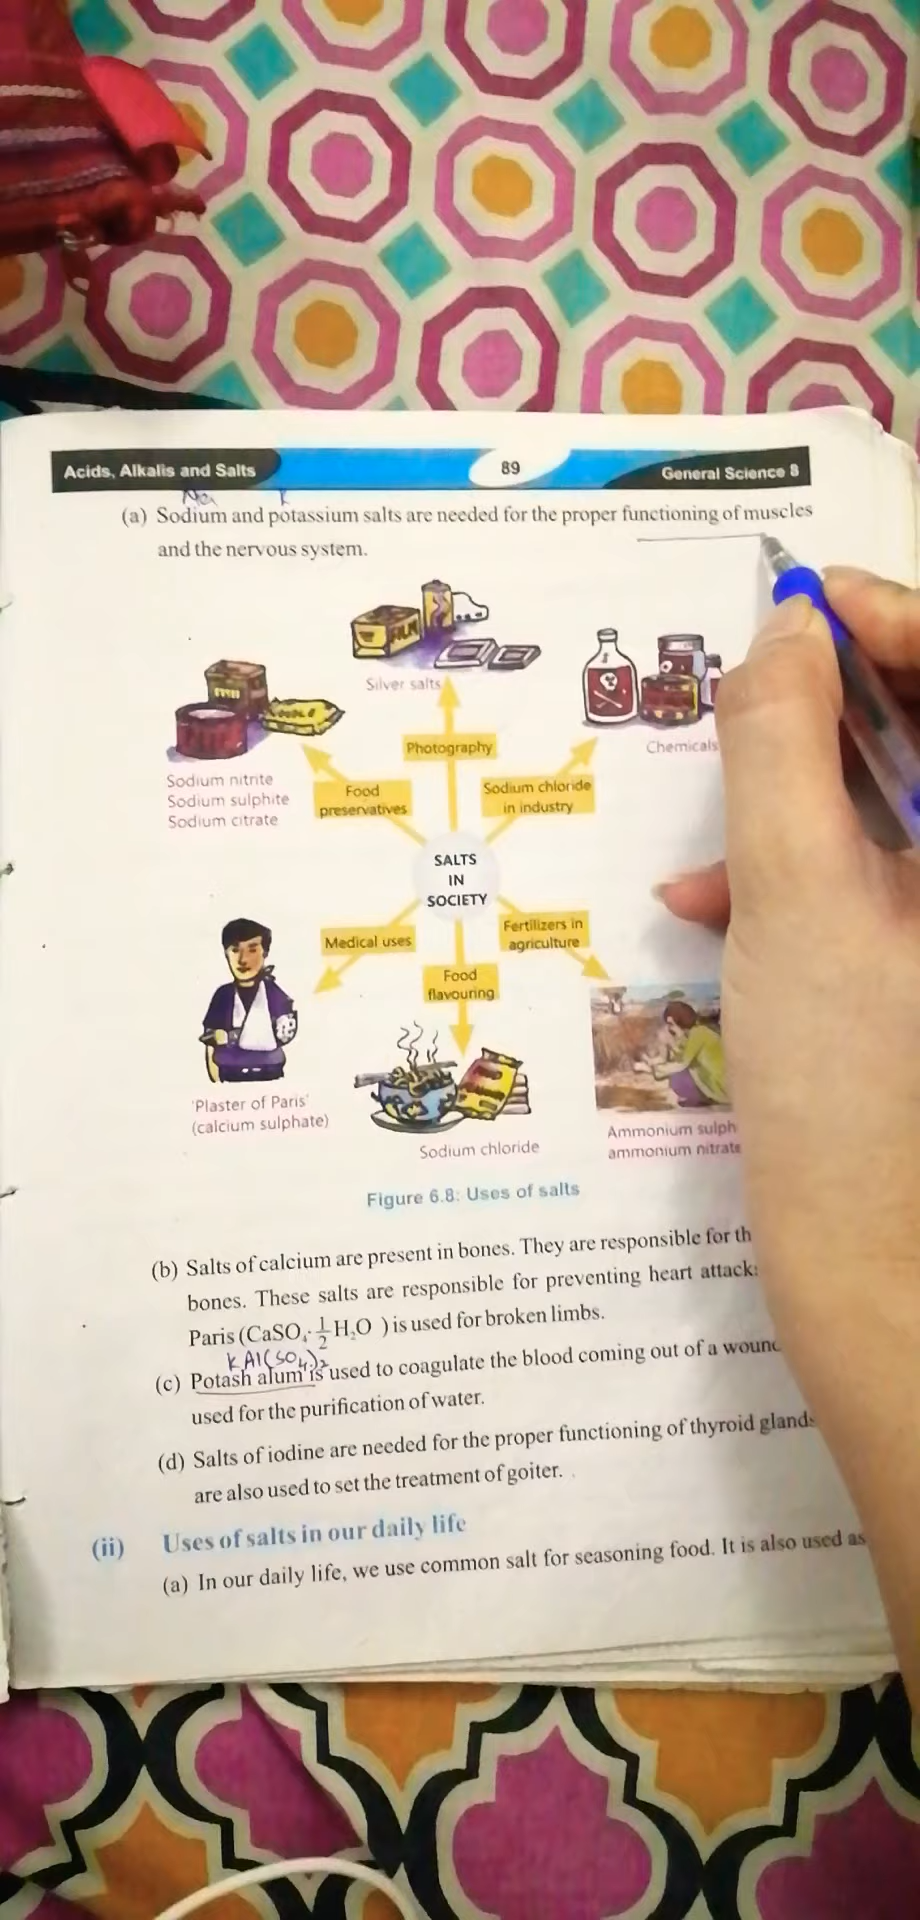 Acids, Alkalis and Salts 89 General Science 8
Na K
(a) Sodium and potassium salts are needed for the proper functioning of muscles
and the nervous system.
FILM
Silver salts
Chemicals
Photography
Sodium nitrite
Sodium sulphite
Sodium citrate
Food
preservatives
Sodium chloride
in industry
SALTS
IN
SOCIETY
Medical uses
Fertilizers in
agriculture
Food
flavouring
'Plaster of Paris'
(calcium sulphate)
Sodium chloride
Ammonium sulph
ammonium nitrate
Figure 6.8: Uses of salts
(b) Salts of calcium are present in bones. They are responsible for th
bones. These salts are responsible for preventing heart attack
Paris (CaSO₄·½H₂O ) is used for broken limbs.
KAl(SO₄)₂
(c) Potash alum is used to coagulate the blood coming out of a wound
used for the purification of water.
(d) Salts of iodine are needed for the proper functioning of thyroid glands
are also used to set the treatment of goiter.
(ii) Uses of salts in our daily life
(a) In our daily life, we use common salt for seasoning food. It is also used as